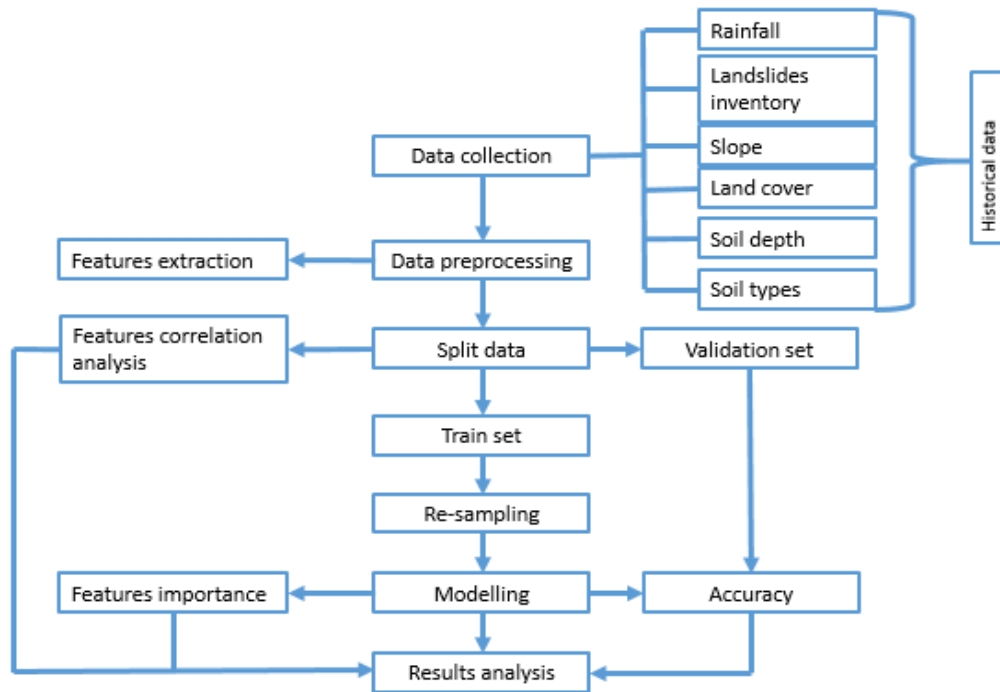 Rainfall
Landslides
inventory
Slope
Land cover
Soil depth
Soil types
Historical data
Data collection
Features extraction
Data preprocessing
Features correlation
analysis
Split data
Validation set
Train set
Re-sampling
Features importance
Modelling
Accuracy
Results analysis